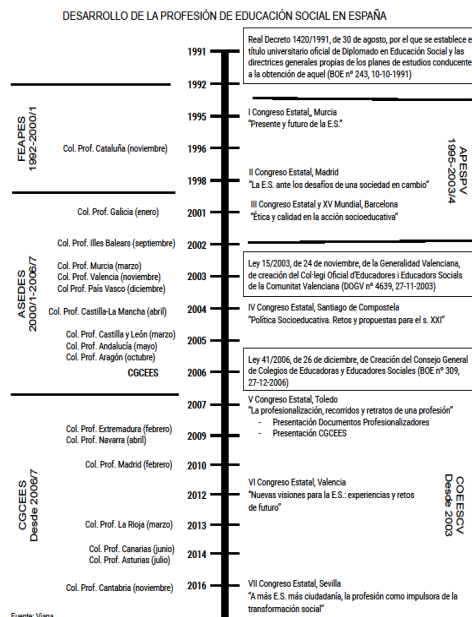 DESARROLLO DE LA PROFESIÓN DE EDUCACIÓN SOCIAL EN ESPAÑA
1991
Real Decreto 1420/1991, de 30 de agosto, por el que se establece e
título universitario oficial de Diplomado en Educación Social y las
directrices generales propias de los planes de estudios conducente
a la obtención de aquel (BOE nº 243, 10-10-1991)
1992
FEAPES
1992-2000/1
APESPV
1995-2003/4
1995
I Congreso Estatal,, Murcia
"Presente y futuro de la E.S."
Col. Prof. Cataluña (noviembre)
1996
1998
II Congreso Estatal, Madrid
"La E.S. ante los desafíos de una sociedad en cambio"
ASEDES
2000/1-2006/7
Col. Prof. Galicia (enero)
2001
III Congreso Estatal y XV Mundial, Barcelona
"Ética y calidad en la acción socioeducativa"
Col. Prof. Illes Balears (septiembre)
2002
Col. Prof. Murcia (marzo)
Col. Prof. Valencia (noviembre)
Col. Prof. País Vasco (diciembre)
2003
Ley 15/2003, de 24 de noviembre, de la Generalidad Valenciana,
de creación del Col·legi Oficial d'Educadores i Educadors Socials
de la Comunitat Valenciana (DOGV nº 4639, 27-11-2003)
Col. Prof. Castilla-La Mancha (abril)
2004
IV Congreso Estatal, Santiago de Compostela
"Política Socioeducativa. Retos y propuestas para el s. XXI"
Col. Prof. Castilla y León (marzo)
Col. Prof. Andalucía (mayo)
Col. Prof. Aragón (octubre)
2005
CGCEES
2006
Ley 41/2006, de 26 de diciembre, de Creación del Consejo General
de Colegios de Educadoras y Educadores Sociales (BOE nº 309,
27-12-2006)
CGCEES
Desde 2006/7
COEESCV
Desde 2003
2007
V Congreso Estatal, Toledo
"La profesionalización, recorridos y retratos de una profesión"
- Presentación Documentos Profesionalizadores
- Presentación CGCEES
Col. Prof. Extremadura (febrero)
Col. Prof. Navarra (abril)
2009
Col. Prof. Madrid (febrero)
2010
2012
VI Congreso Estatal, Valencia
"Nuevas visiones para la E.S.: experiencias y retos
de futuro"
Col. Prof. La Rioja (marzo)
2013
Col. Prof. Canarias (junio)
Col. Prof. Asturias (julio)
2014
Col. Prof. Cantabria (noviembre)
2016
VII Congreso Estatal, Sevilla
"A más E.S. más ciudadanía, la profesión como impulsora de la
transformación social"
Fuente: Viana